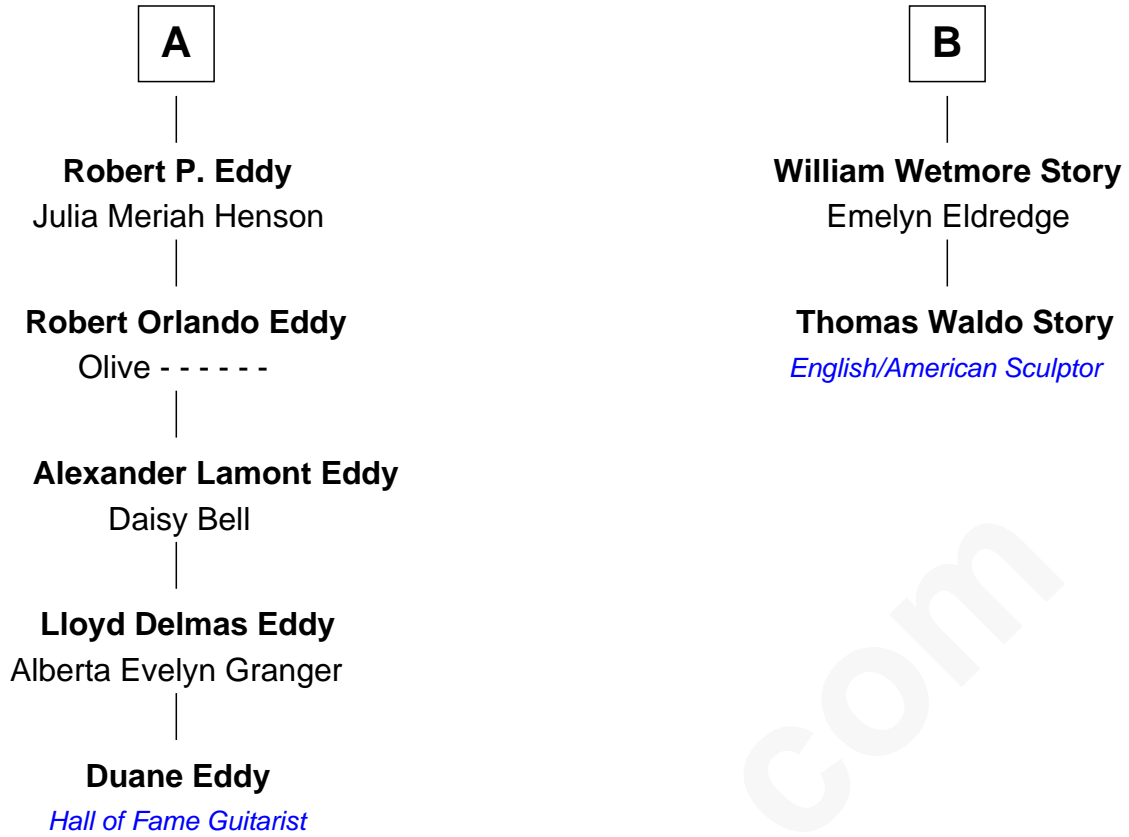 A
Robert P. Eddy
Julia Meriah Henson
Robert Orlando Eddy
Olive - - - - - -
Alexander Lamont Eddy
Daisy Bell
Lloyd Delmas Eddy
Alberta Evelyn Granger
Duane Eddy
Hall of Fame Guitarist
B
William Wetmore Story
Emelyn Eldredge
Thomas Waldo Story
English/American Sculptor
com